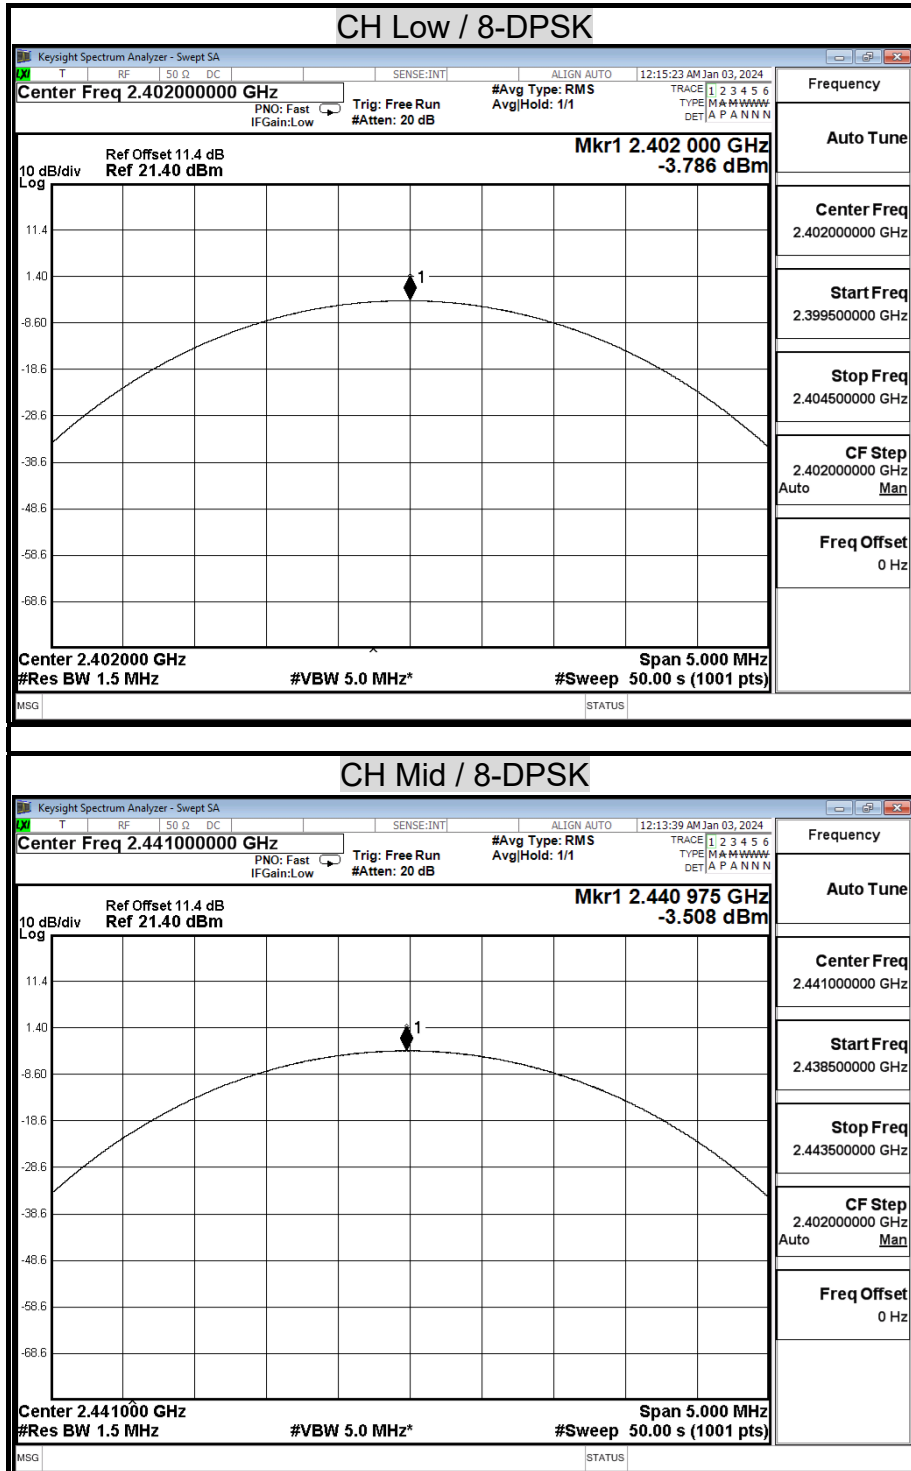 CH Low / 8-DPSK
Keysight Spectrum Analyzer - Swept SA
LXI T RF 50 Ω DC SENSE:INT ALIGN AUTO 12:15:23 AM Jan 03, 2024
Center Freq 2.402000000 GHz
PNO: Fast
IFGain:Low
Trig: Free Run
#Atten: 20 dB
#Avg Type: RMS
Avg|Hold: 1/1
TRACE 1 2 3 4 5 6
TYPE M A M W W W W
DET A P A N N N
Frequency
Mkr1 2.402 000 GHz
-3.786 dBm
Ref Offset 11.4 dB
10 dB/div Ref 21.40 dBm
Log
11.4
1.40
1
-8.60
-18.6
-28.6
-38.6
-48.6
-58.6
-68.6
Center 2.402000 GHz Span 5.000 MHz
#Res BW 1.5 MHz #VBW 5.0 MHz* #Sweep 50.00 s (1001 pts)
MSG STATUS
Auto Tune
Center Freq
2.402000000 GHz
Start Freq
2.399500000 GHz
Stop Freq
2.404500000 GHz
CF Step
2.402000000 GHz
Auto Man
Freq Offset
0 Hz
CH Mid / 8-DPSK
Keysight Spectrum Analyzer - Swept SA
LXI T RF 50 Ω DC SENSE:INT ALIGN AUTO 12:13:39 AM Jan 03, 2024
Center Freq 2.441000000 GHz
PNO: Fast
IFGain:Low
Trig: Free Run
#Atten: 20 dB
#Avg Type: RMS
Avg|Hold: 1/1
TRACE 1 2 3 4 5 6
TYPE M A M W W W W
DET A P A N N N
Frequency
Mkr1 2.440 975 GHz
-3.508 dBm
Ref Offset 11.4 dB
10 dB/div Ref 21.40 dBm
Log
11.4
1.40
1
-8.60
-18.6
-28.6
-38.6
-48.6
-58.6
-68.6
Center 2.441000 GHz Span 5.000 MHz
#Res BW 1.5 MHz #VBW 5.0 MHz* #Sweep 50.00 s (1001 pts)
MSG STATUS
Auto Tune
Center Freq
2.441000000 GHz
Start Freq
2.438500000 GHz
Stop Freq
2.443500000 GHz
CF Step
2.402000000 GHz
Auto Man
Freq Offset
0 Hz